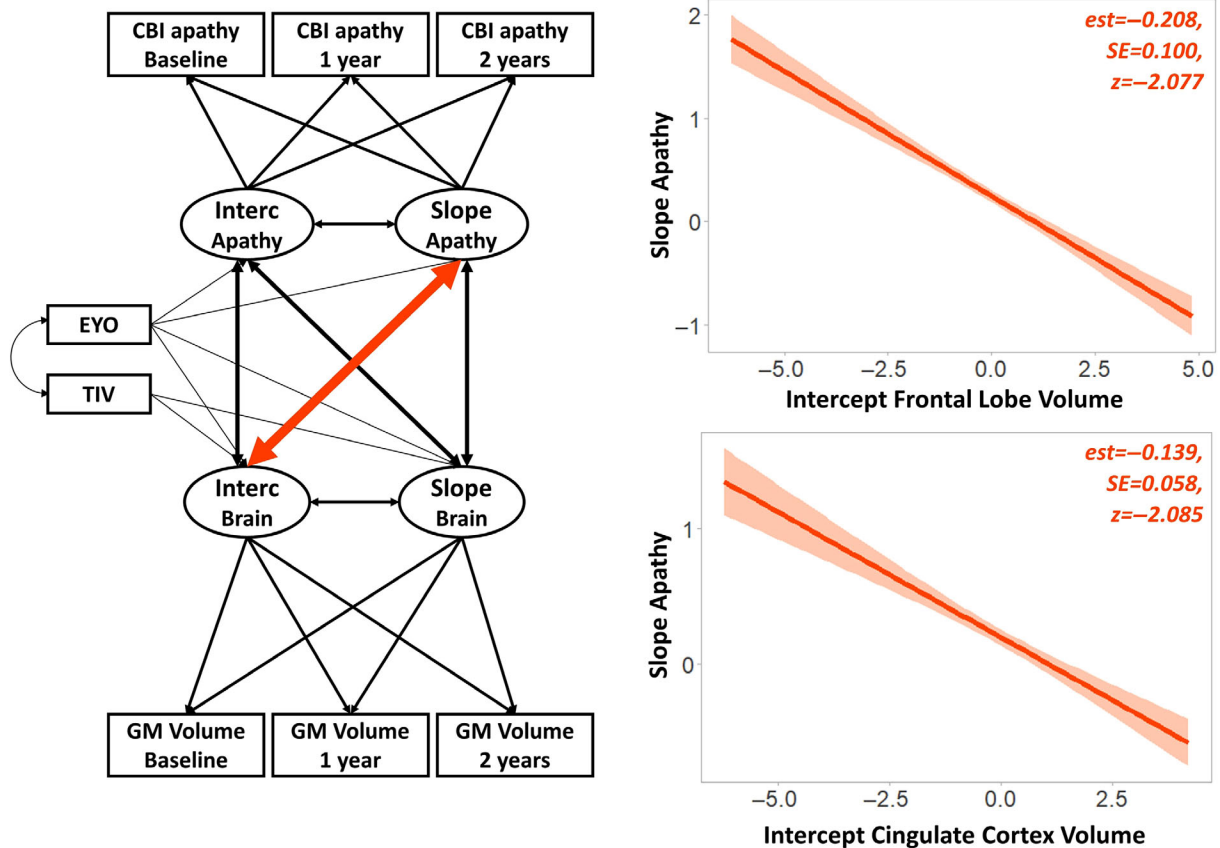 CBI apathy
Baseline
CBI apathy
1 year
CBI apathy
2 years
Interc
Apathy
Slope
Apathy
EYO
TIV
Interc
Brain
Slope
Brain
GM Volume
Baseline
GM Volume
1 year
GM Volume
2 years
est=−0.208,
SE=0.100,
z=−2.077
Slope Apathy
2
1
0
−1
−5.0 −2.5 0.0 2.5 5.0
Intercept Frontal Lobe Volume
est=−0.139,
SE=0.058,
z=−2.085
Slope Apathy
1
0
−5.0 −2.5 0.0 2.5
Intercept Cingulate Cortex Volume